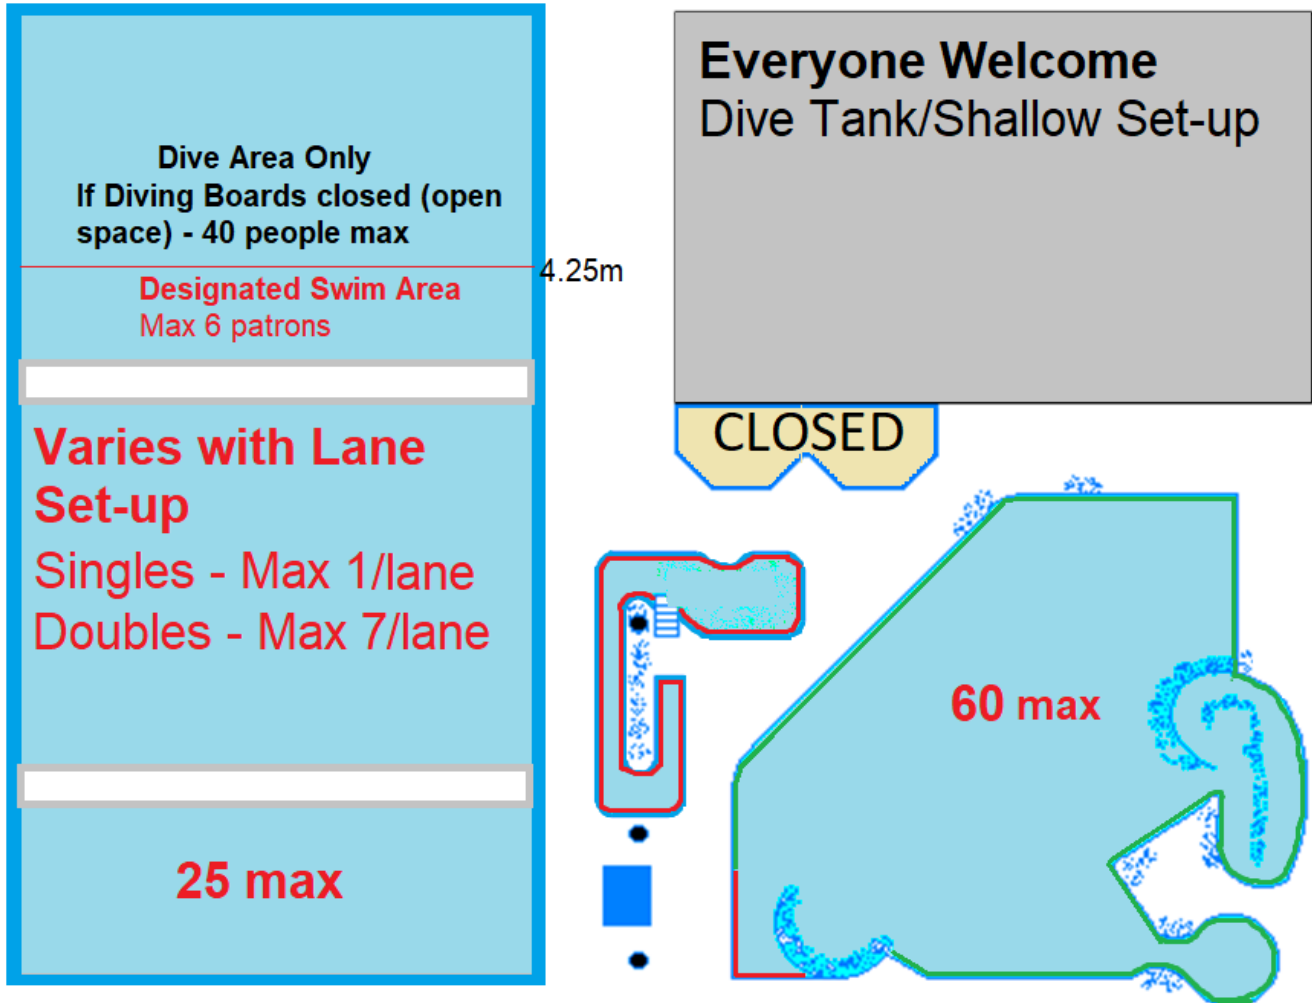 Everyone Welcome
Dive Tank/Shallow Set-up
Dive Area Only
If Diving Boards closed (open
space) - 40 people max
4.25m
Designated Swim Area
Max 6 patrons
Varies with Lane
Set-up
Singles - Max 1/lane
Doubles - Max 7/lane
25 max
CLOSED
60 max